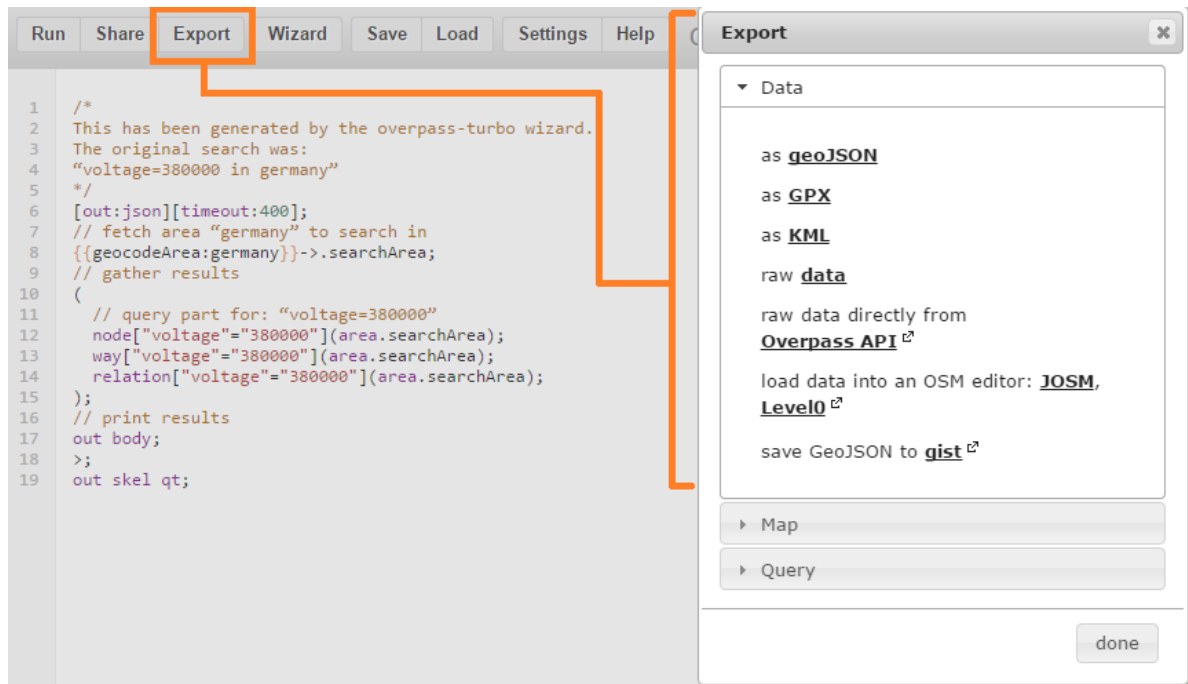 Run Share Export Wizard Save Load Settings Help
1 /*
2 This has been generated by the overpass-turbo wizard.
3 The original search was:
4 “voltage=380000 in germany”
5 */
6 [out:json][timeout:400];
7 // fetch area “germany” to search in
8 {{geocodeArea:germany}}->.searchArea;
9 // gather results
10 (
11 // query part for: “voltage=380000”
12 node["voltage"="380000"](area.searchArea);
13 way["voltage"="380000"](area.searchArea);
14 relation["voltage"="380000"](area.searchArea);
15 );
16 // print results
17 out body;
18 >;
19 out skel qt;
Export
Data
as geoJSON
as GPX
as KML
raw data
raw data directly from
Overpass API
load data into an OSM editor: JOSM,
Level0
save GeoJSON to gist
Map
Query
done